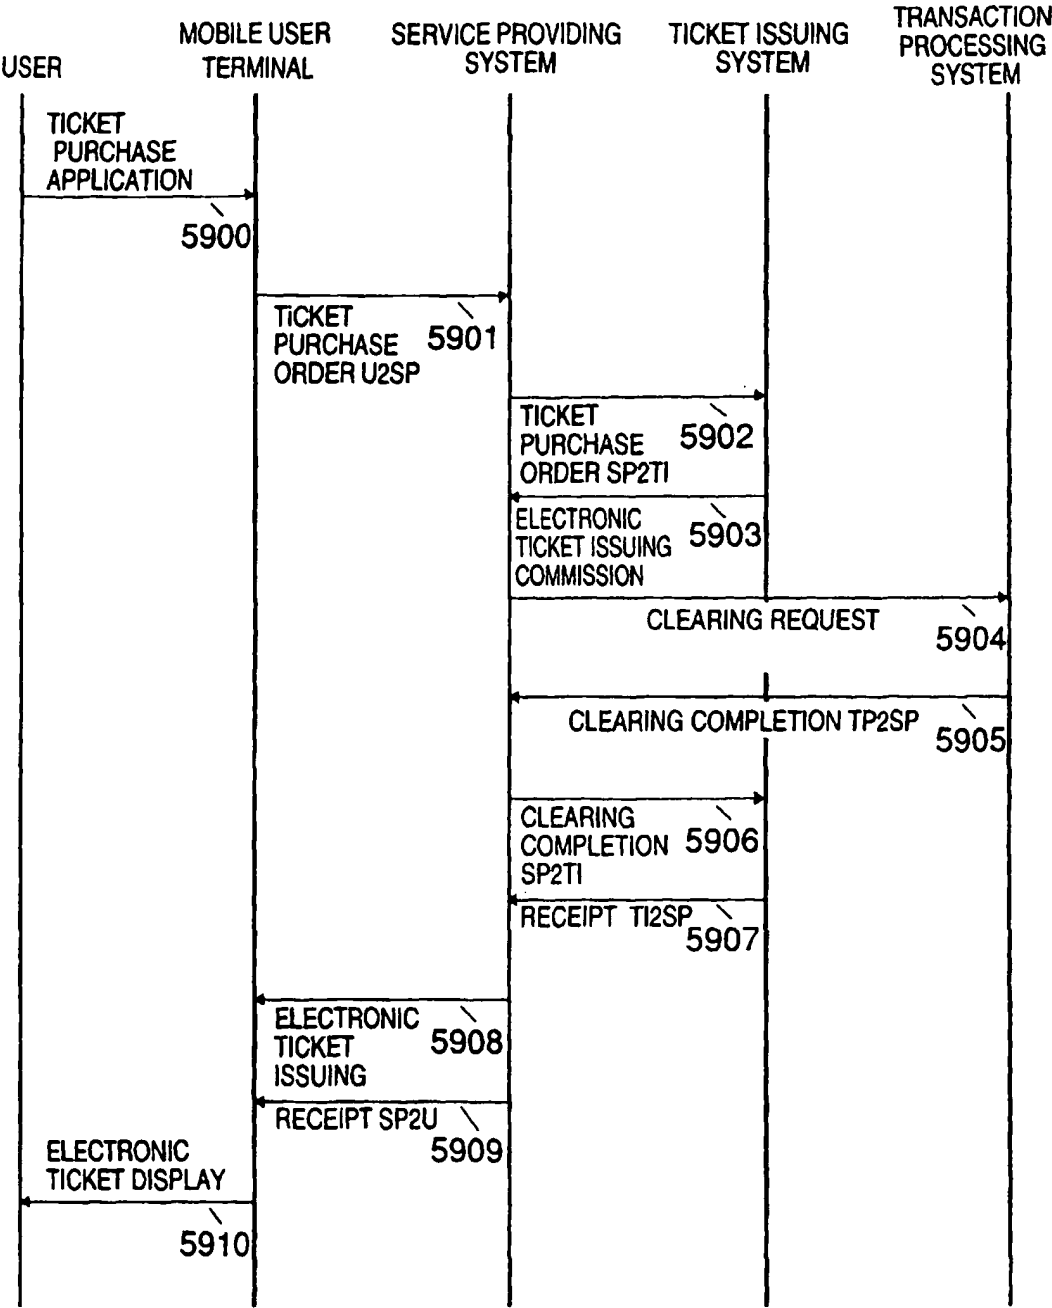 USER
MOBILE USER
TERMINAL
SERVICE PROVIDING
SYSTEM
TICKET ISSUING
SYSTEM
TRANSACTION
PROCESSING
SYSTEM
TICKET
PURCHASE
APPLICATION
5900
TICKET
PURCHASE
ORDER U2SP
5901
TICKET
PURCHASE
ORDER SP2TI
5902
ELECTRONIC
TICKET ISSUING
COMMISSION
5903
CLEARING REQUEST
5904
CLEARING COMPLETION TP2SP
5905
CLEARING
COMPLETION
SP2TI
5906
RECEIPT TI2SP
5907
ELECTRONIC
TICKET
ISSUING
5908
RECEIPT SP2U
5909
ELECTRONIC
TICKET DISPLAY
5910